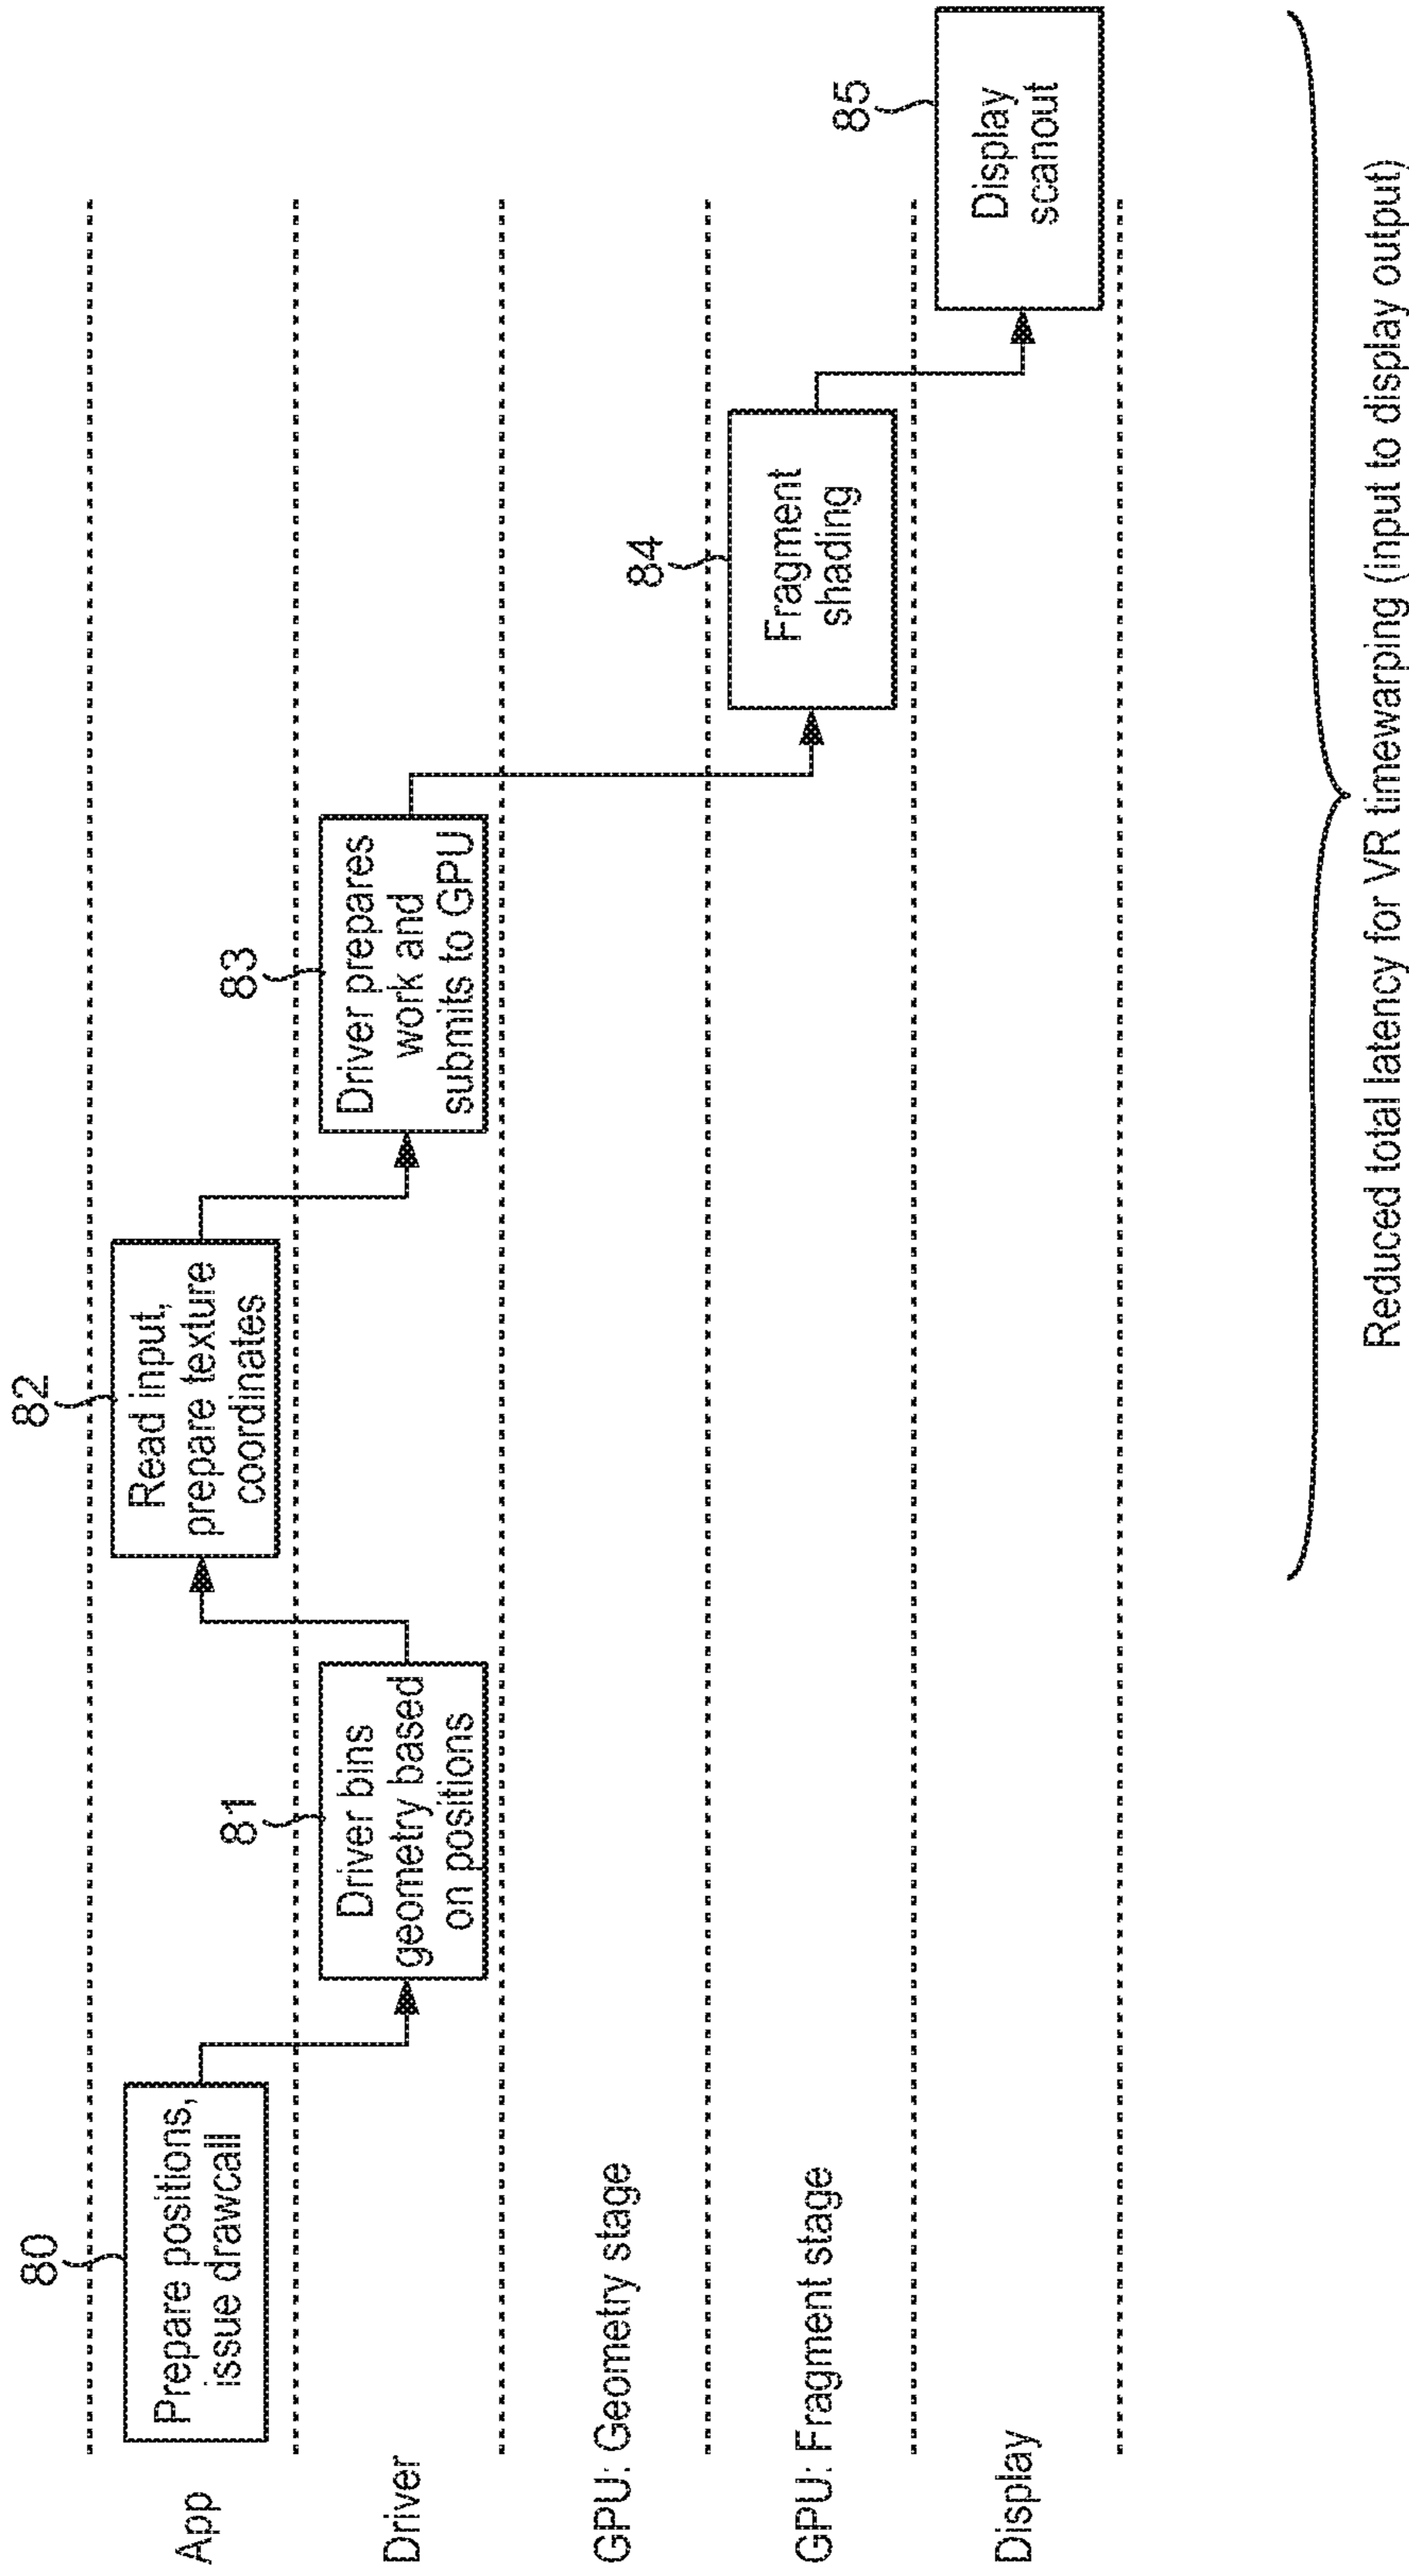 App
80
Prepare positions,
issue drawcall
82
Read input,
prepare texture
coordinates
Driver
81
Driver bins
geometry based
on positions
83
Driver prepares
work and
submits to GPU
GPU: Geometry stage
GPU: Fragment stage
84
Fragment
shading
Display
85
Display
scanout
Reduced total latency for VR timewarping (input to display output)